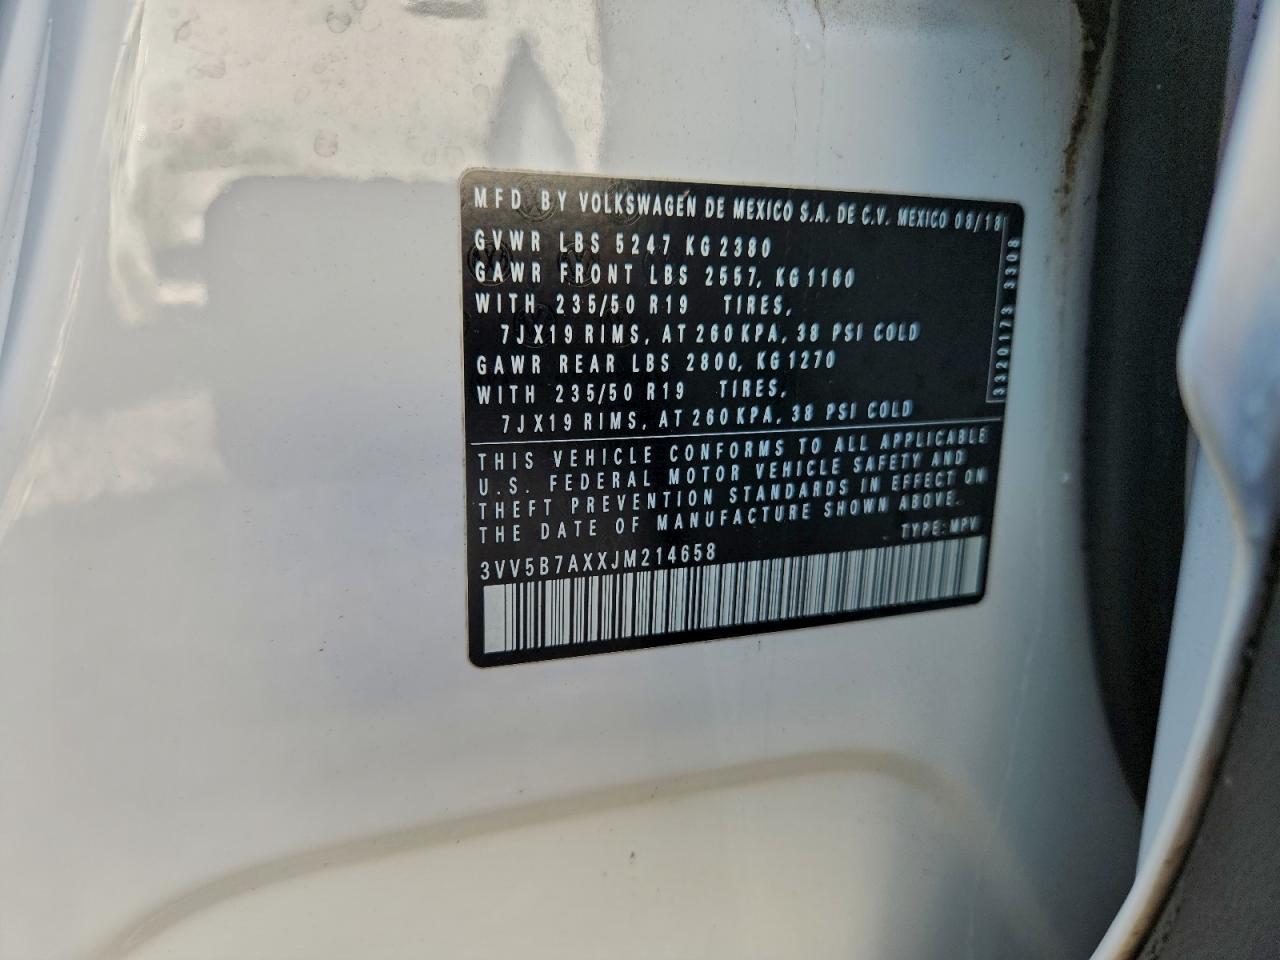 MFD BY VOLKSWAGEN DE MEXICO S.A. DE C.V. MEXICO 08/18
GVWR LBS 5247 KG 2380
GAWR FRONT LBS 2557, KG 1160
WITH 235/50 R19 TIRES,
7JX19 RIMS, AT 260 KPA, 38 PSI COLD
GAWR REAR LBS 2800, KG 1270
WITH 235/50 R19 TIRES,
7JX19 RIMS, AT 260 KPA, 38 PSI COLD
3320173 3308
THIS VEHICLE CONFORMS TO ALL APPLICABLE
U.S. FEDERAL MOTOR VEHICLE SAFETY AND
THEFT PREVENTION STANDARDS IN EFFECT ON
THE DATE OF MANUFACTURE SHOWN ABOVE.
TYPE: MPV
3VV5B7AXXJM214658